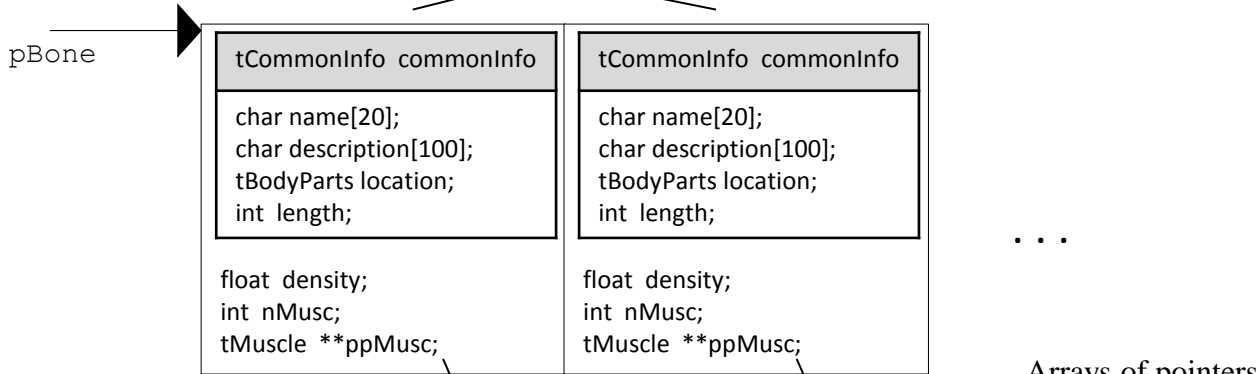 pBone
tCommonInfo commonInfo
char name[20];
char description[100];
tBodyParts location;
int length;
float density;
int nMusc;
tMuscle **ppMusc;
tCommonInfo commonInfo
char name[20];
char description[100];
tBodyParts location;
int length;
float density;
int nMusc;
tMuscle **ppMusc;
. . .
Arrays of pointers